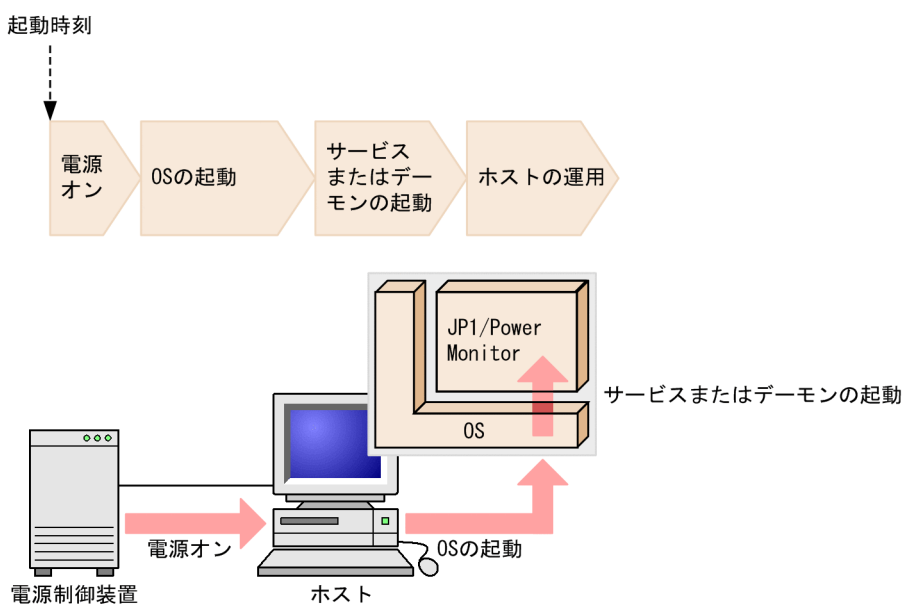 起動時刻
電源
オン
OSの起動
サービス
またはデー
モンの起動
ホストの運用
JP1/Power
Monitor
サービスまたはデーモンの起動
OS
電源オン
OSの起動
電源制御装置
ホスト